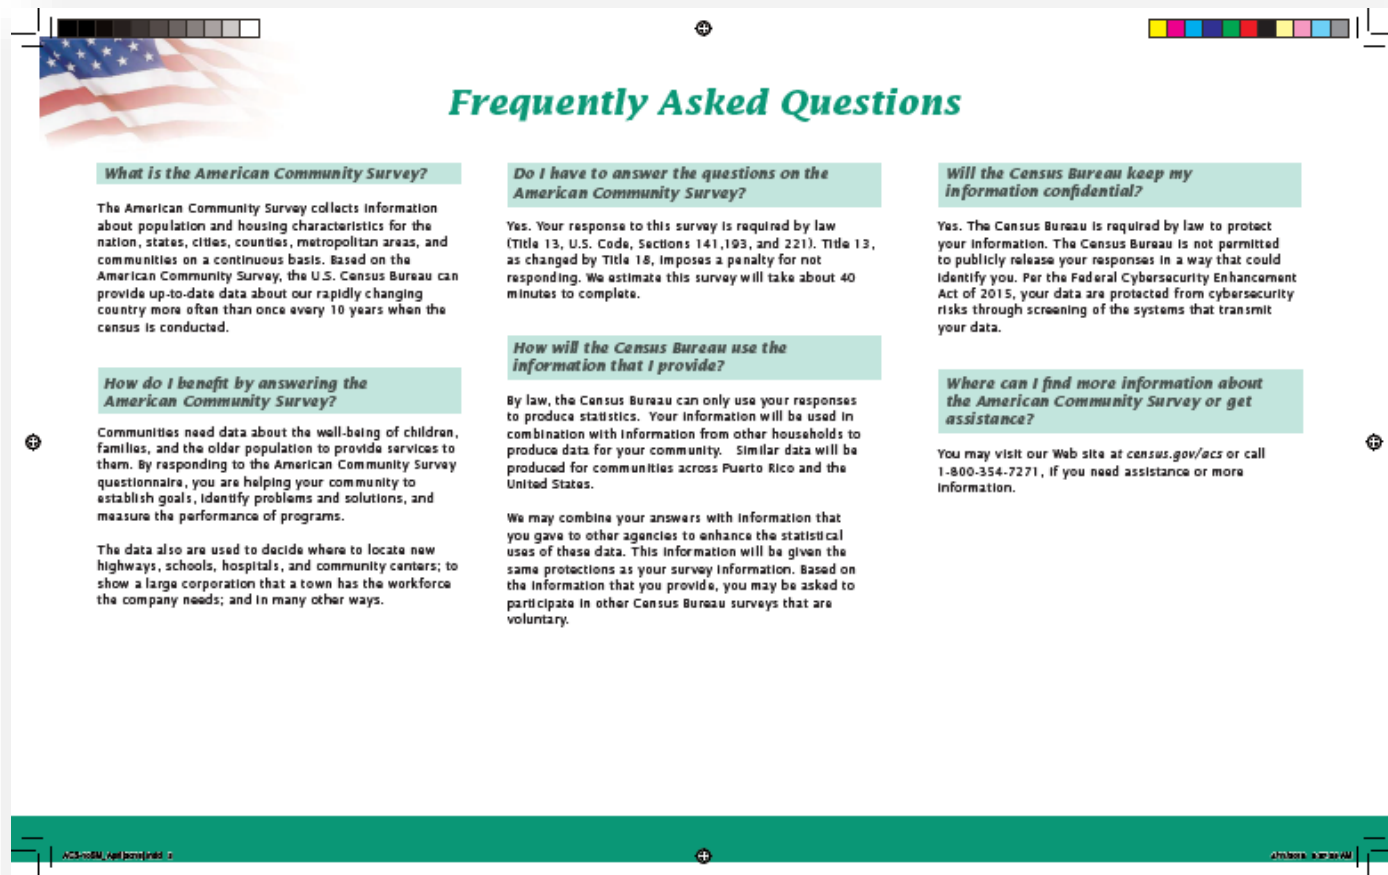 Frequently Asked Questions
What is the American Community Survey?
The American Community Survey collects information
about population and housing characteristics for the
nation, states, cities, counties, metropolitan areas, and
communities on a continuous basis. Based on the
American Community Survey, the U.S. Census Bureau can
provide up-to-date data about our rapidly changing
country more often than once every 10 years when the
census is conducted.
How do I benefit by answering the
American Community Survey?
Communities need data about the well-being of children,
families, and the older population to provide services to
them. By responding to the American Community Survey
questionnaire, you are helping your community to
establish goals, identify problems and solutions, and
measure the performance of programs.
The data also are used to decide where to locate new
highways, schools, hospitals, and community centers; to
show a large corporation that a town has the workforce
the company needs; and in many other ways.
Do I have to answer the questions on the
American Community Survey?
Yes. Your response to this survey is required by law
(Title 13, U.S. Code, Sections 141,193, and 221). Title 13,
as changed by Title 18, imposes a penalty for not
responding. We estimate this survey will take about 40
minutes to complete.
How will the Census Bureau use the
information that I provide?
By law, the Census Bureau can only use your responses
to produce statistics. Your information will be used in
combination with information from other households to
produce data for your community. Similar data will be
produced for communities across Puerto Rico and the
United States.
We may combine your answers with information that
you gave to other agencies to enhance the statistical
uses of these data. This information will be given the
same protections as your survey information. Based on
the information that you provide, you may be asked to
participate in other Census Bureau surveys that are
voluntary.
Will the Census Bureau keep my
information confidential?
Yes. The Census Bureau is required by law to protect
your information. The Census Bureau is not permitted
to publicly release your responses in a way that could
identify you. Per the Federal Cybersecurity Enhancement
Act of 2015, your data are protected from cybersecurity
risks through screening of the systems that transmit
your data.
Where can I find more information about
the American Community Survey or get
assistance?
You may visit our Web site at census.gov/acs or call
1-800-354-7271, if you need assistance or more
information.